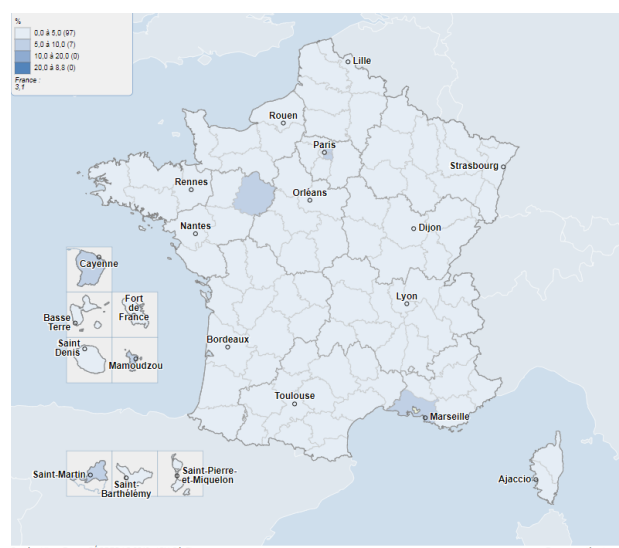 %
0,0 à 5,0 (97)
5,0 à 10,0 (7)
10,0 à 20,0 (0)
20,0 à 8,8 (0)
France :
3,1
Lille
Rouen
Paris
Strasbourg
Rennes
Orléans
Nantes
Dijon
Cayenne
Lyon
Fort
de
France
Basse
Terre
Saint
Denis
Bordeaux
Mamoudzou
Toulouse
Marseille
Saint-Martin
Saint-
Barthélémy
Saint-Pierre-
et-Miquelon
Ajaccio